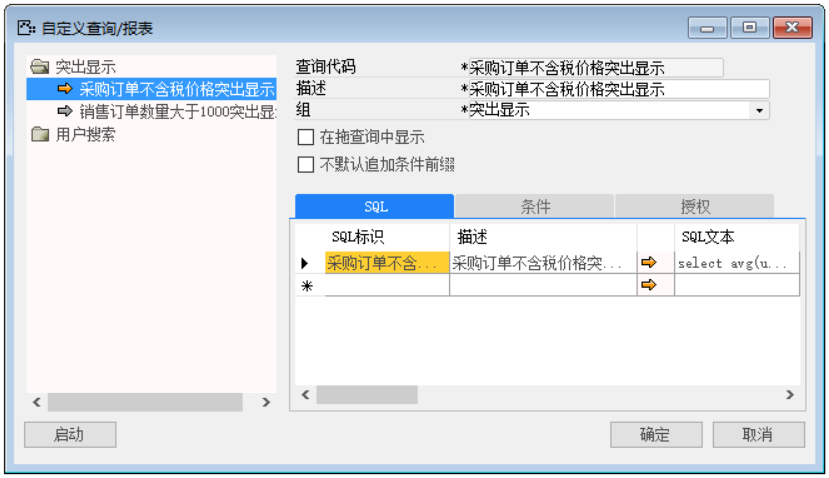 自定义查询/报表
突出显示
采购订单不含税价格突出显示
销售订单数量大于1000突出显
用户搜索
查询代码 *采购订单不含税价格突出显示
描述 *采购订单不含税价格突出显示
组 *突出显示
在拖查询中显示
不默认追加条件前缀
SQL 条件 授权
SQL标识 描述 SQL文本
采购订单不含... 采购订单不含税价格突... select avg(u...
*
启动 确定 取消